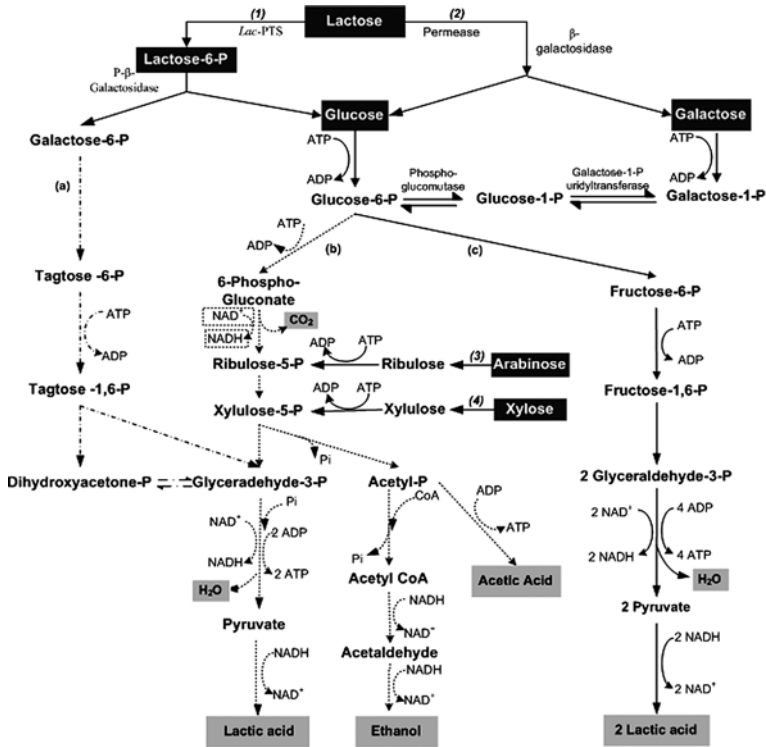 (1)
Lactose
(2)
Lac-PTS
Permease
β-
galactosidase
Lactose-6-P
P-β-
Galactosidase
Glucose
Galactose
Galactose-6-P
ATP
ADP
ATP
ADP
Phospho-
glucomutase
Galactose-1-P
uridyltransferase
(a)
Glucose-6-P
Glucose-1-P
Galactose-1-P
ATP
ADP
(b)
(c)
Tagtose -6-P
6-Phospho-
Gluconate
Fructose-6-P
NAD+
CO₂
NADH
ATP
ADP
ATP
ADP
ADP
ATP
(3)
Ribulose-5-P
Ribulose
Arabinose
Tagtose -1,6-P
Fructose-1,6-P
ADP
ATP
(4)
Xylulose-5-P
Xylulose
Xylose
Pi
Dihydroxyacetone-P
Glyceradehyde-3-P
Acetyl-P
2 Glyceraldehyde-3-P
Pi
NAD+
2 ADP
NADH
2 ATP
H₂O
CoA
Pi
ADP
ATP
2 NAD+
4 ADP
2 NADH
4 ATP
H₂O
Acetyl CoA
Acetic Acid
NADH
NAD+
Pyruvate
2 Pyruvate
Acetaldehyde
NADH
NAD+
NADH
NAD+
2 NADH
2 NAD+
Lactic acid
Ethanol
2 Lactic acid